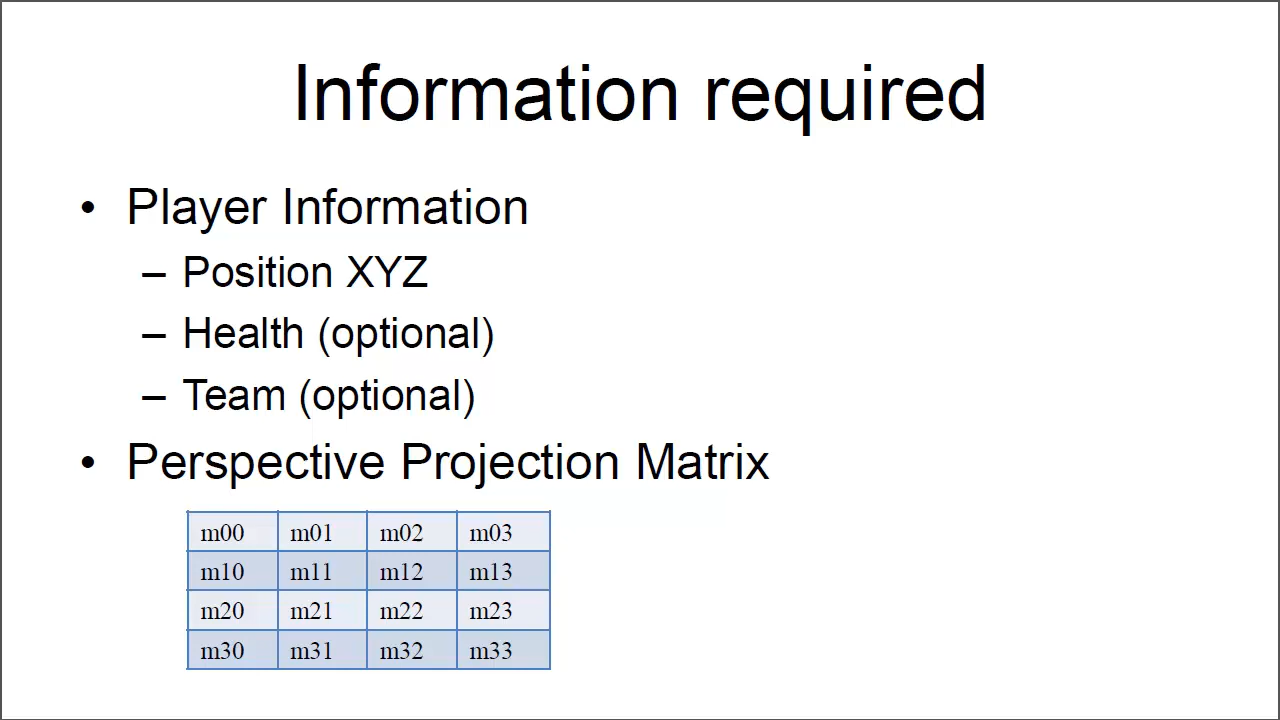 Information required
• Player Information
– Position XYZ
– Health (optional)
– Team (optional)
• Perspective Projection Matrix
m00 m01 m02 m03
m10 m11 m12 m13
m20 m21 m22 m23
m30 m31 m32 m33